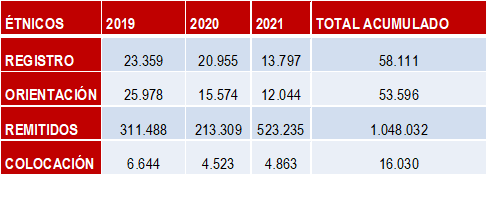 ÉTNICOS 2019 2020 2021 TOTAL ACUMULADO
REGISTRO 23.359 20.955 13.797 58.111
ORIENTACIÓN 25.978 15.574 12.044 53.596
REMITIDOS 311.488 213.309 523.235 1.048.032
COLOCACIÓN 6.644 4.523 4.863 16.030